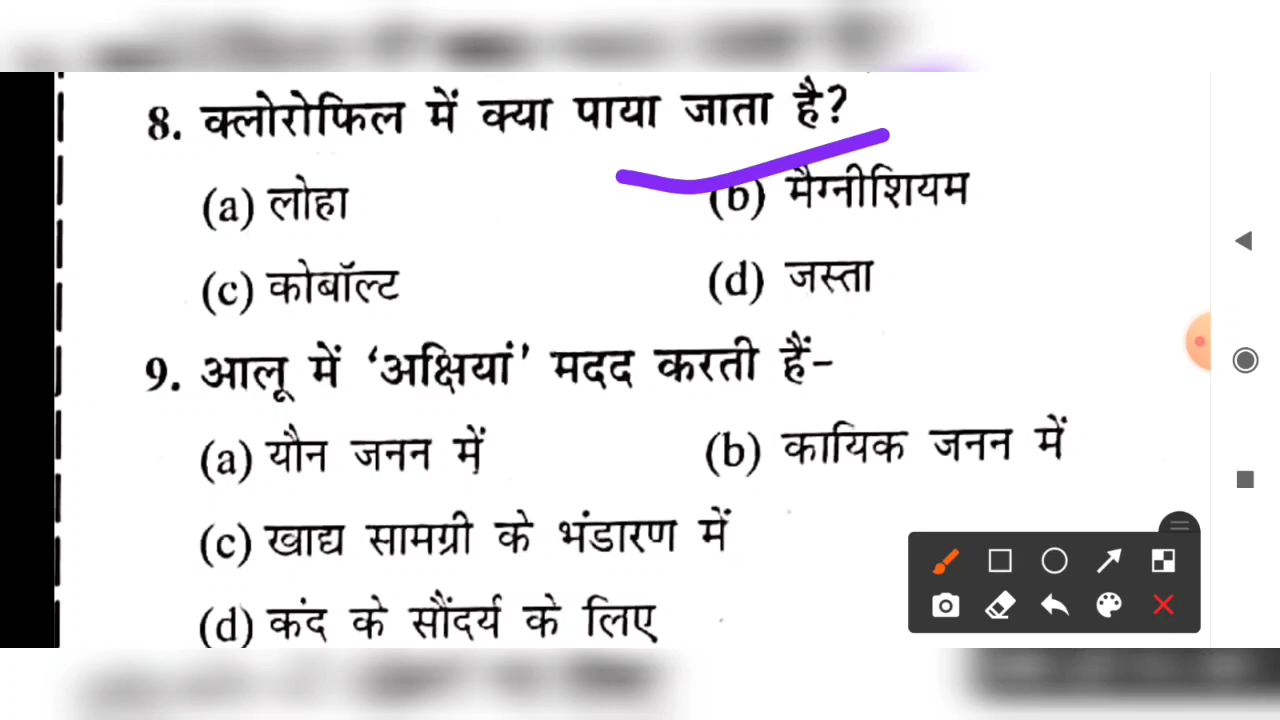 8. क्लोरोफिल में क्या पाया जाता है?
(a) लोहा (b) मैग्नीशियम
(c) कोबॉल्ट (d) जस्ता
9. आलू में ‘अक्षियां’ मदद करती हैं-
(a) यौन जनन में (b) कायिक जनन में
(c) खाद्य सामग्री के भंडारण में
(d) कंद के सौंदर्य के लिए